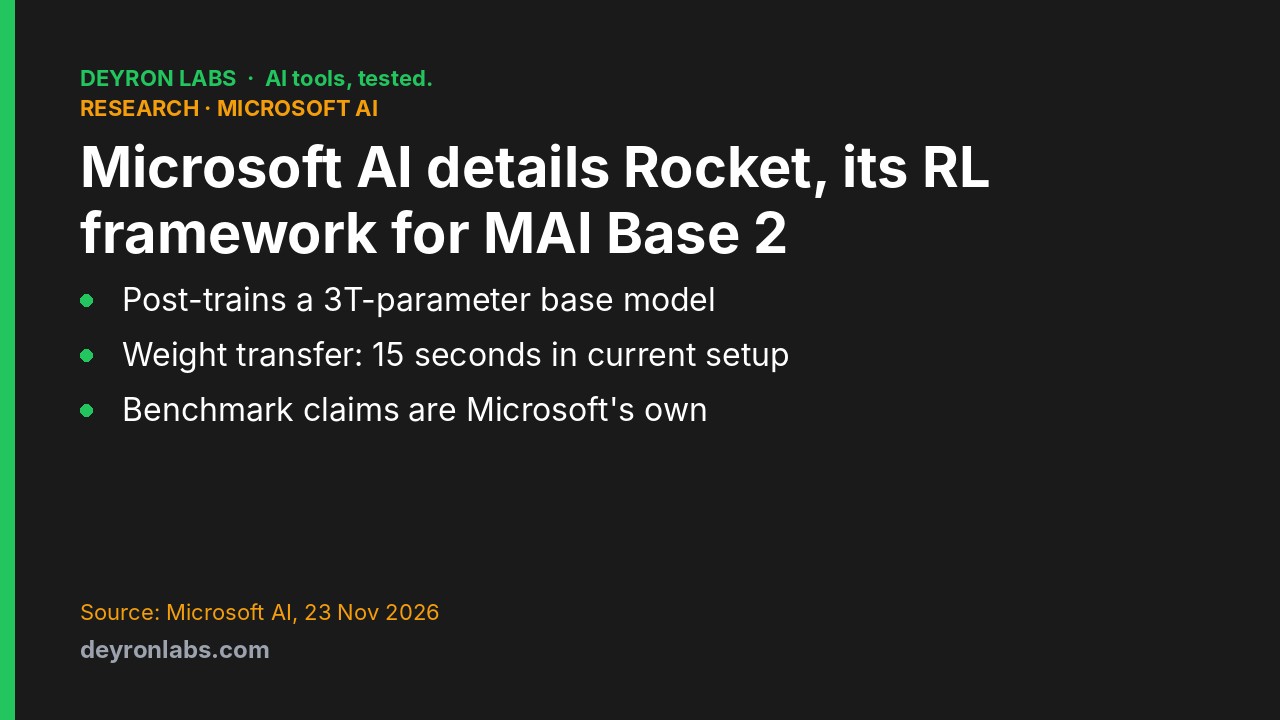 DEYRON LABS · AI tools, tested.
RESEARCH · MICROSOFT AI
Microsoft AI details Rocket, its RL
framework for MAI Base 2
Post-trains a 3T-parameter base model
Weight transfer: 15 seconds in current setup
Benchmark claims are Microsoft's own
Source: Microsoft AI, 23 Nov 2026
deyronlabs.com